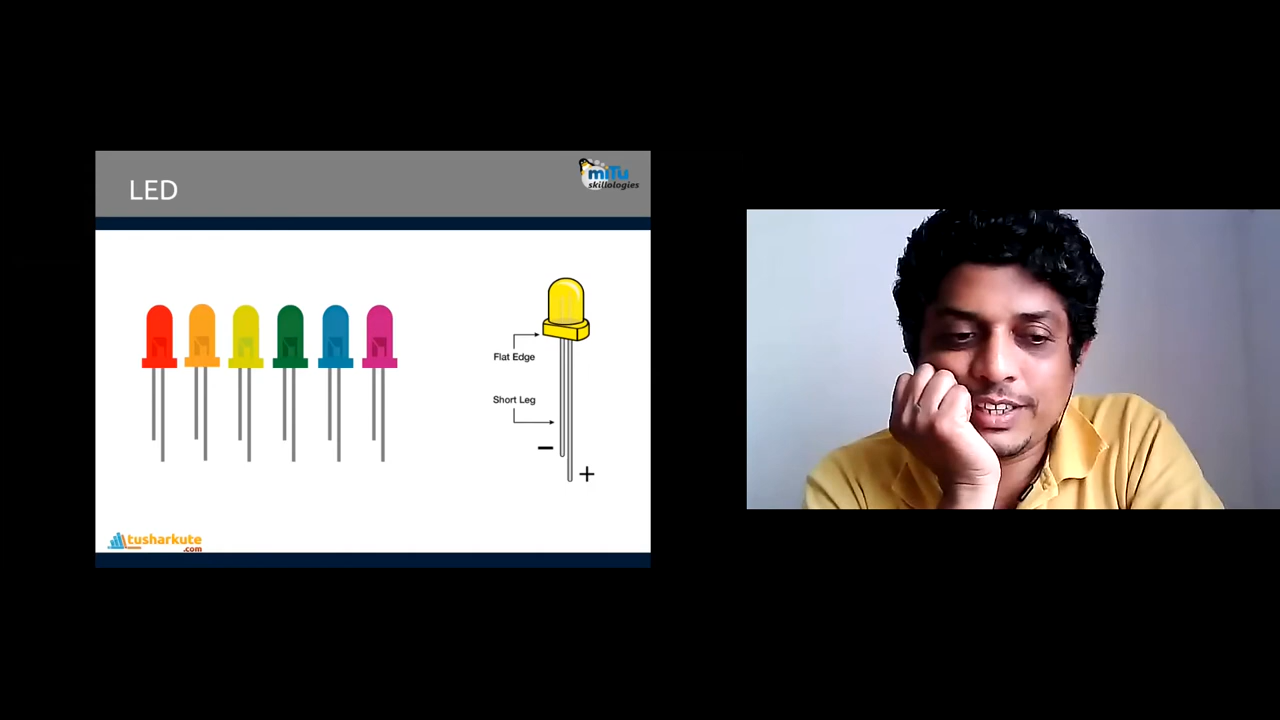 LED
miTu
skillologies
Flat Edge
Short Leg
−
+
tusharkute
.com